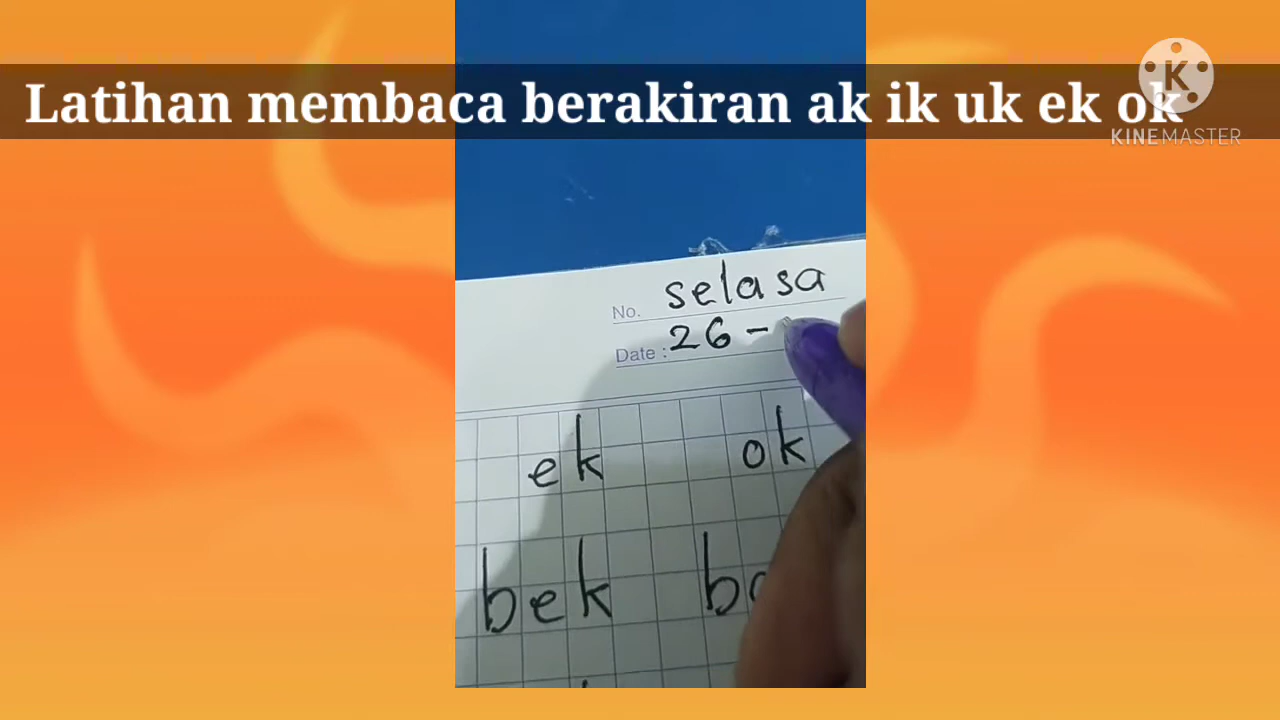 Latihan membaca berakiran ak ik uk ek ok
KINEMASTER
No. selasa
Date : 26 -
ek ok
bek